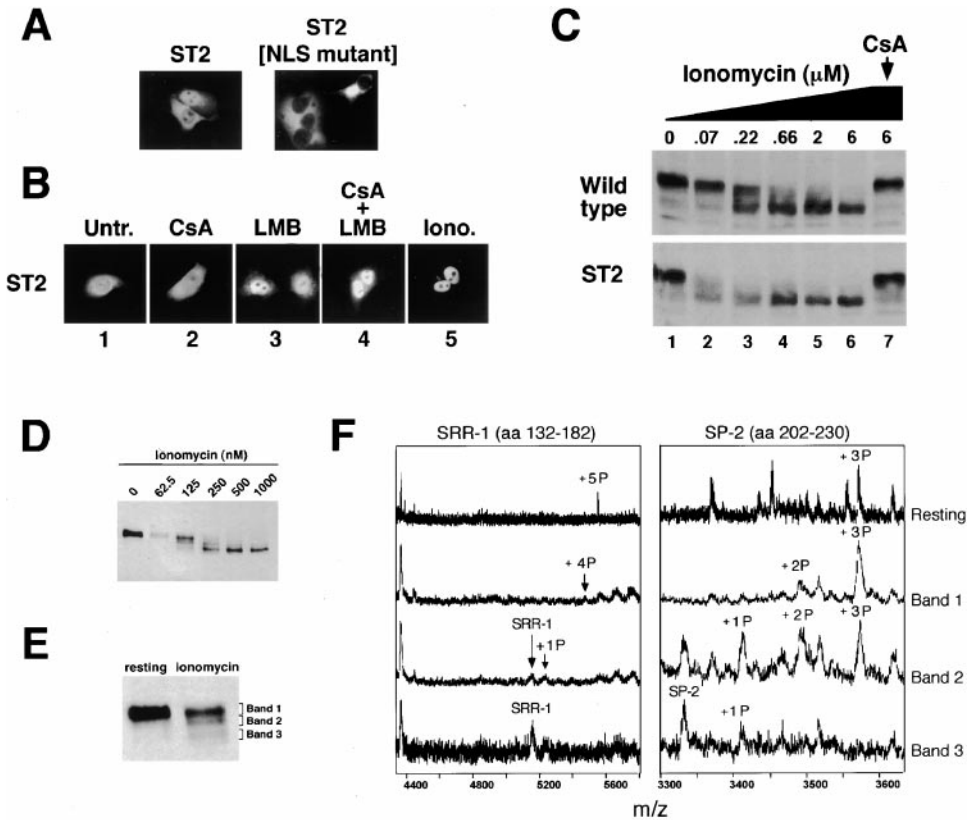 A
ST2
ST2
[NLS mutant]
B
Untr.
CsA
LMB
CsA
+
LMB
Iono.
ST2
1
2
3
4
5
C
CsA
Ionomycin (μM)
0 .07 .22 .66 2 6 6
Wild
type
ST2
1 2 3 4 5 6 7
D
Ionomycin (nM)
0 62.5 125 250 500 1000
E
resting ionomycin
Band 1
Band 2
Band 3
F
SRR-1 (aa 132-182)
SP-2 (aa 202-230)
+5P
+ 3P
Resting
+ 4P
+2P
+ 3P
Band 1
SRR-1
+1P
+1 P
+ 2P
+3P
Band 2
SRR-1
SP-2
+1 P
Band 3
4400 4800 5200 5600
3300 3400 3500 3600
m/z